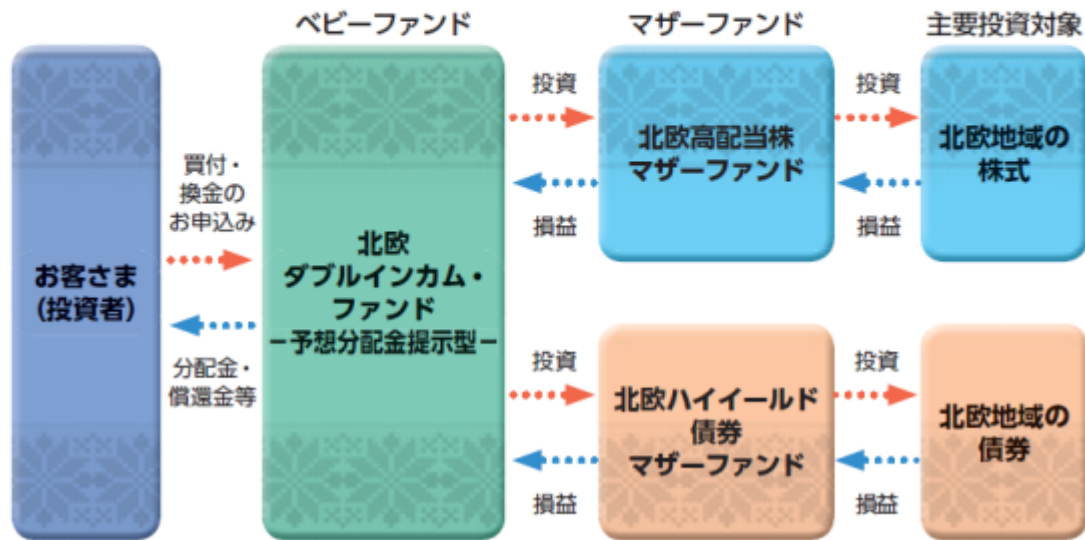 ベビーファンド
マザーファンド
主要投資対象
お客さま
(投資者)
買付・
換金の
お申込み
分配金・
償還金等
北欧
ダブルインカム・
ファンド
－予想分配金提示型－
投資
損益
北欧高配当株
マザーファンド
投資
損益
北欧地域の
株式
投資
損益
北欧ハイイールド
債券
マザーファンド
投資
損益
北欧地域の
債券